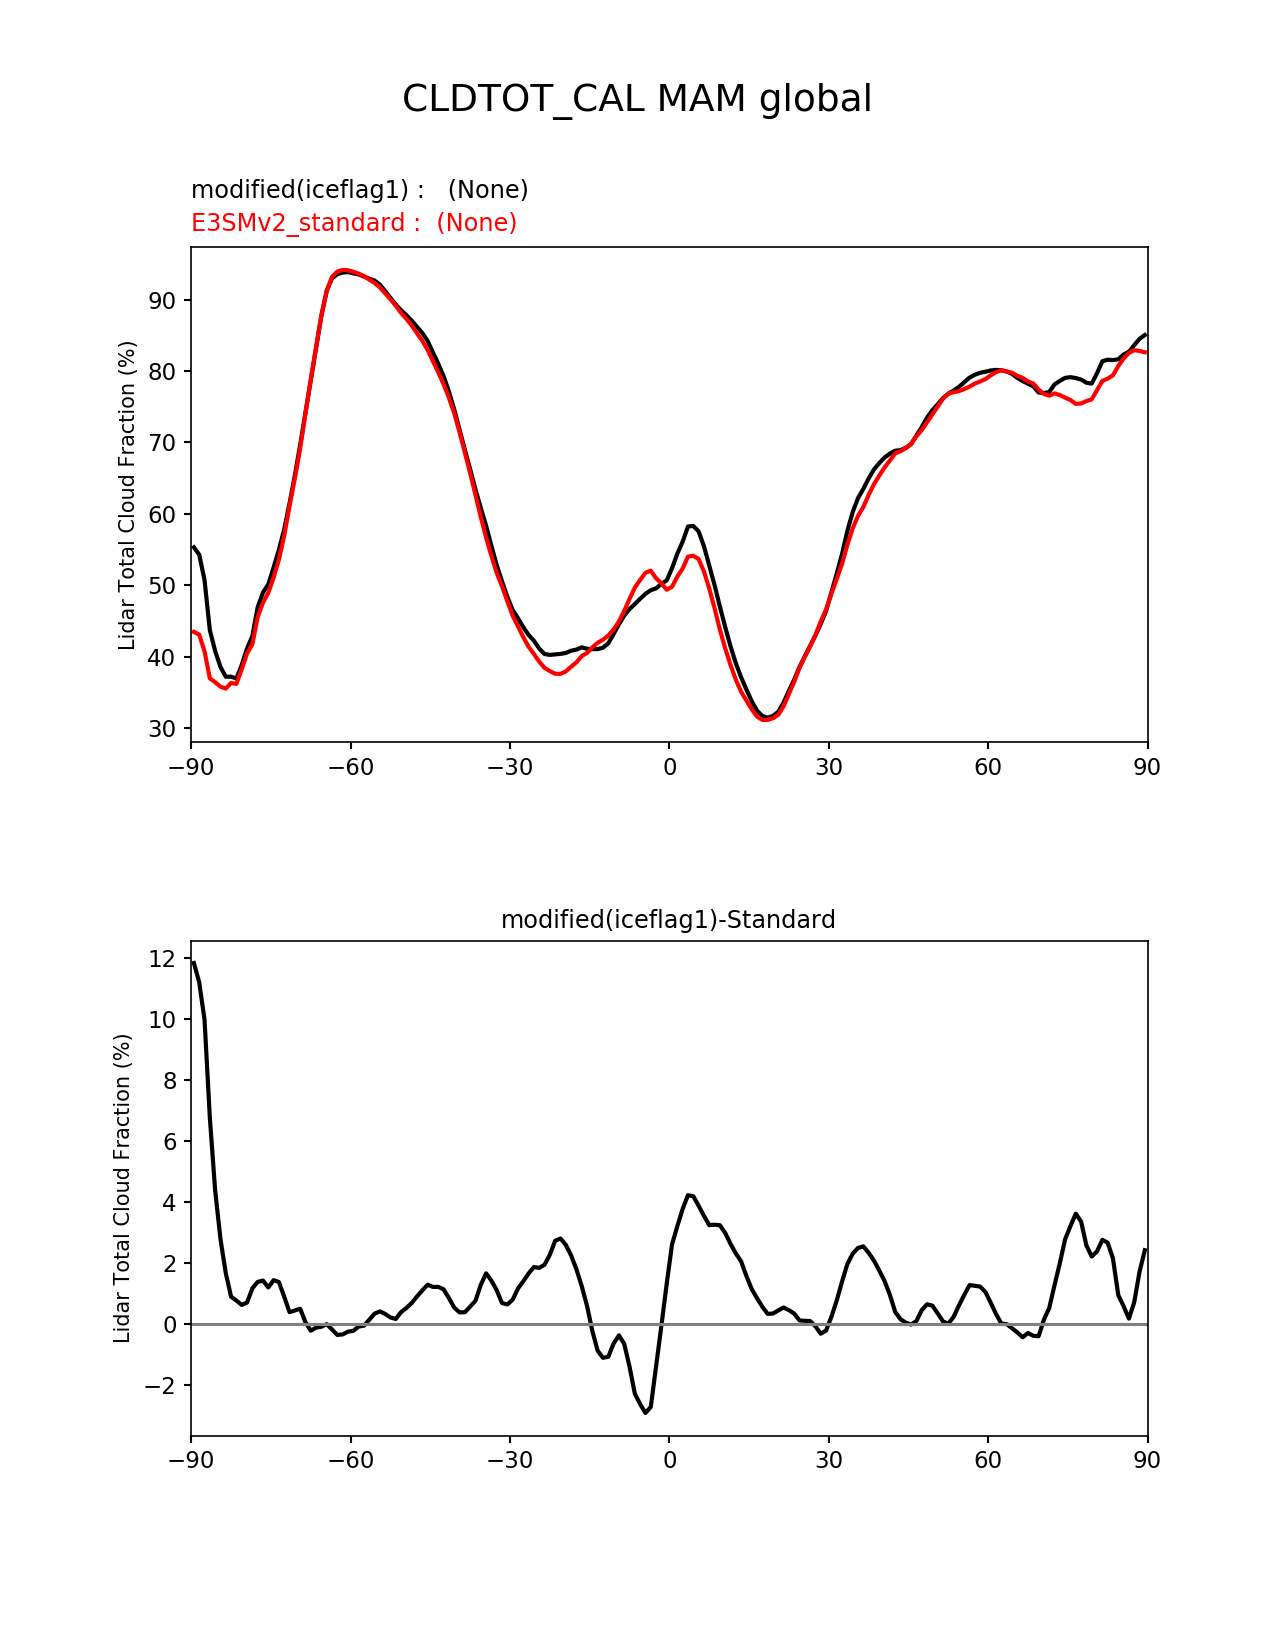 CLDTOT_CAL MAM global
modified(iceflag1) :   (None)
E3SMv2_standard :  (None)
Lidar Total Cloud Fraction (%)
90
80
70
60
50
40
30
−90 −60 −30 0 30 60 90
modified(iceflag1)-Standard
Lidar Total Cloud Fraction (%)
12
10
8
6
4
2
0
−2
−90 −60 −30 0 30 60 90